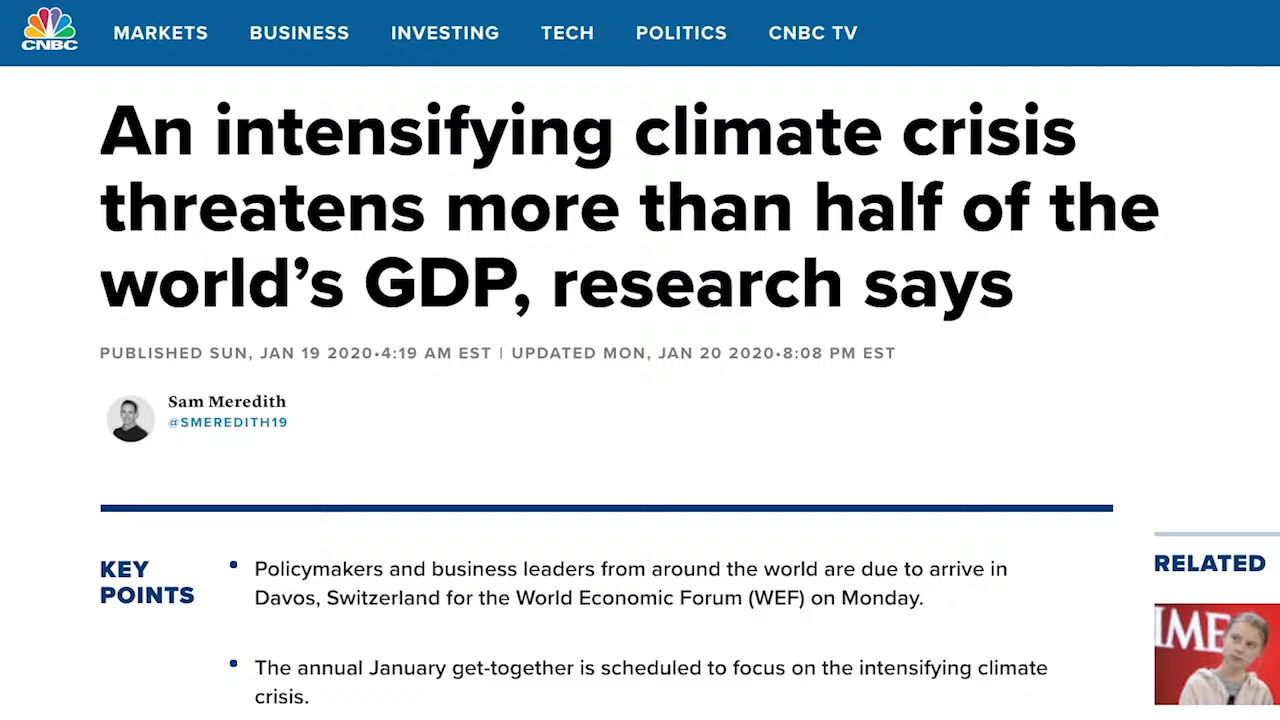 CNBC
MARKETS BUSINESS INVESTING TECH POLITICS CNBC TV
An intensifying climate crisis
threatens more than half of the
world’s GDP, research says
PUBLISHED SUN, JAN 19 2020•4:19 AM EST | UPDATED MON, JAN 20 2020•8:08 PM EST
Sam Meredith
@SMEREDITH19
KEY
POINTS
• Policymakers and business leaders from around the world are due to arrive in
Davos, Switzerland for the World Economic Forum (WEF) on Monday.
• The annual January get-together is scheduled to focus on the intensifying climate
crisis.
RELATED
IME